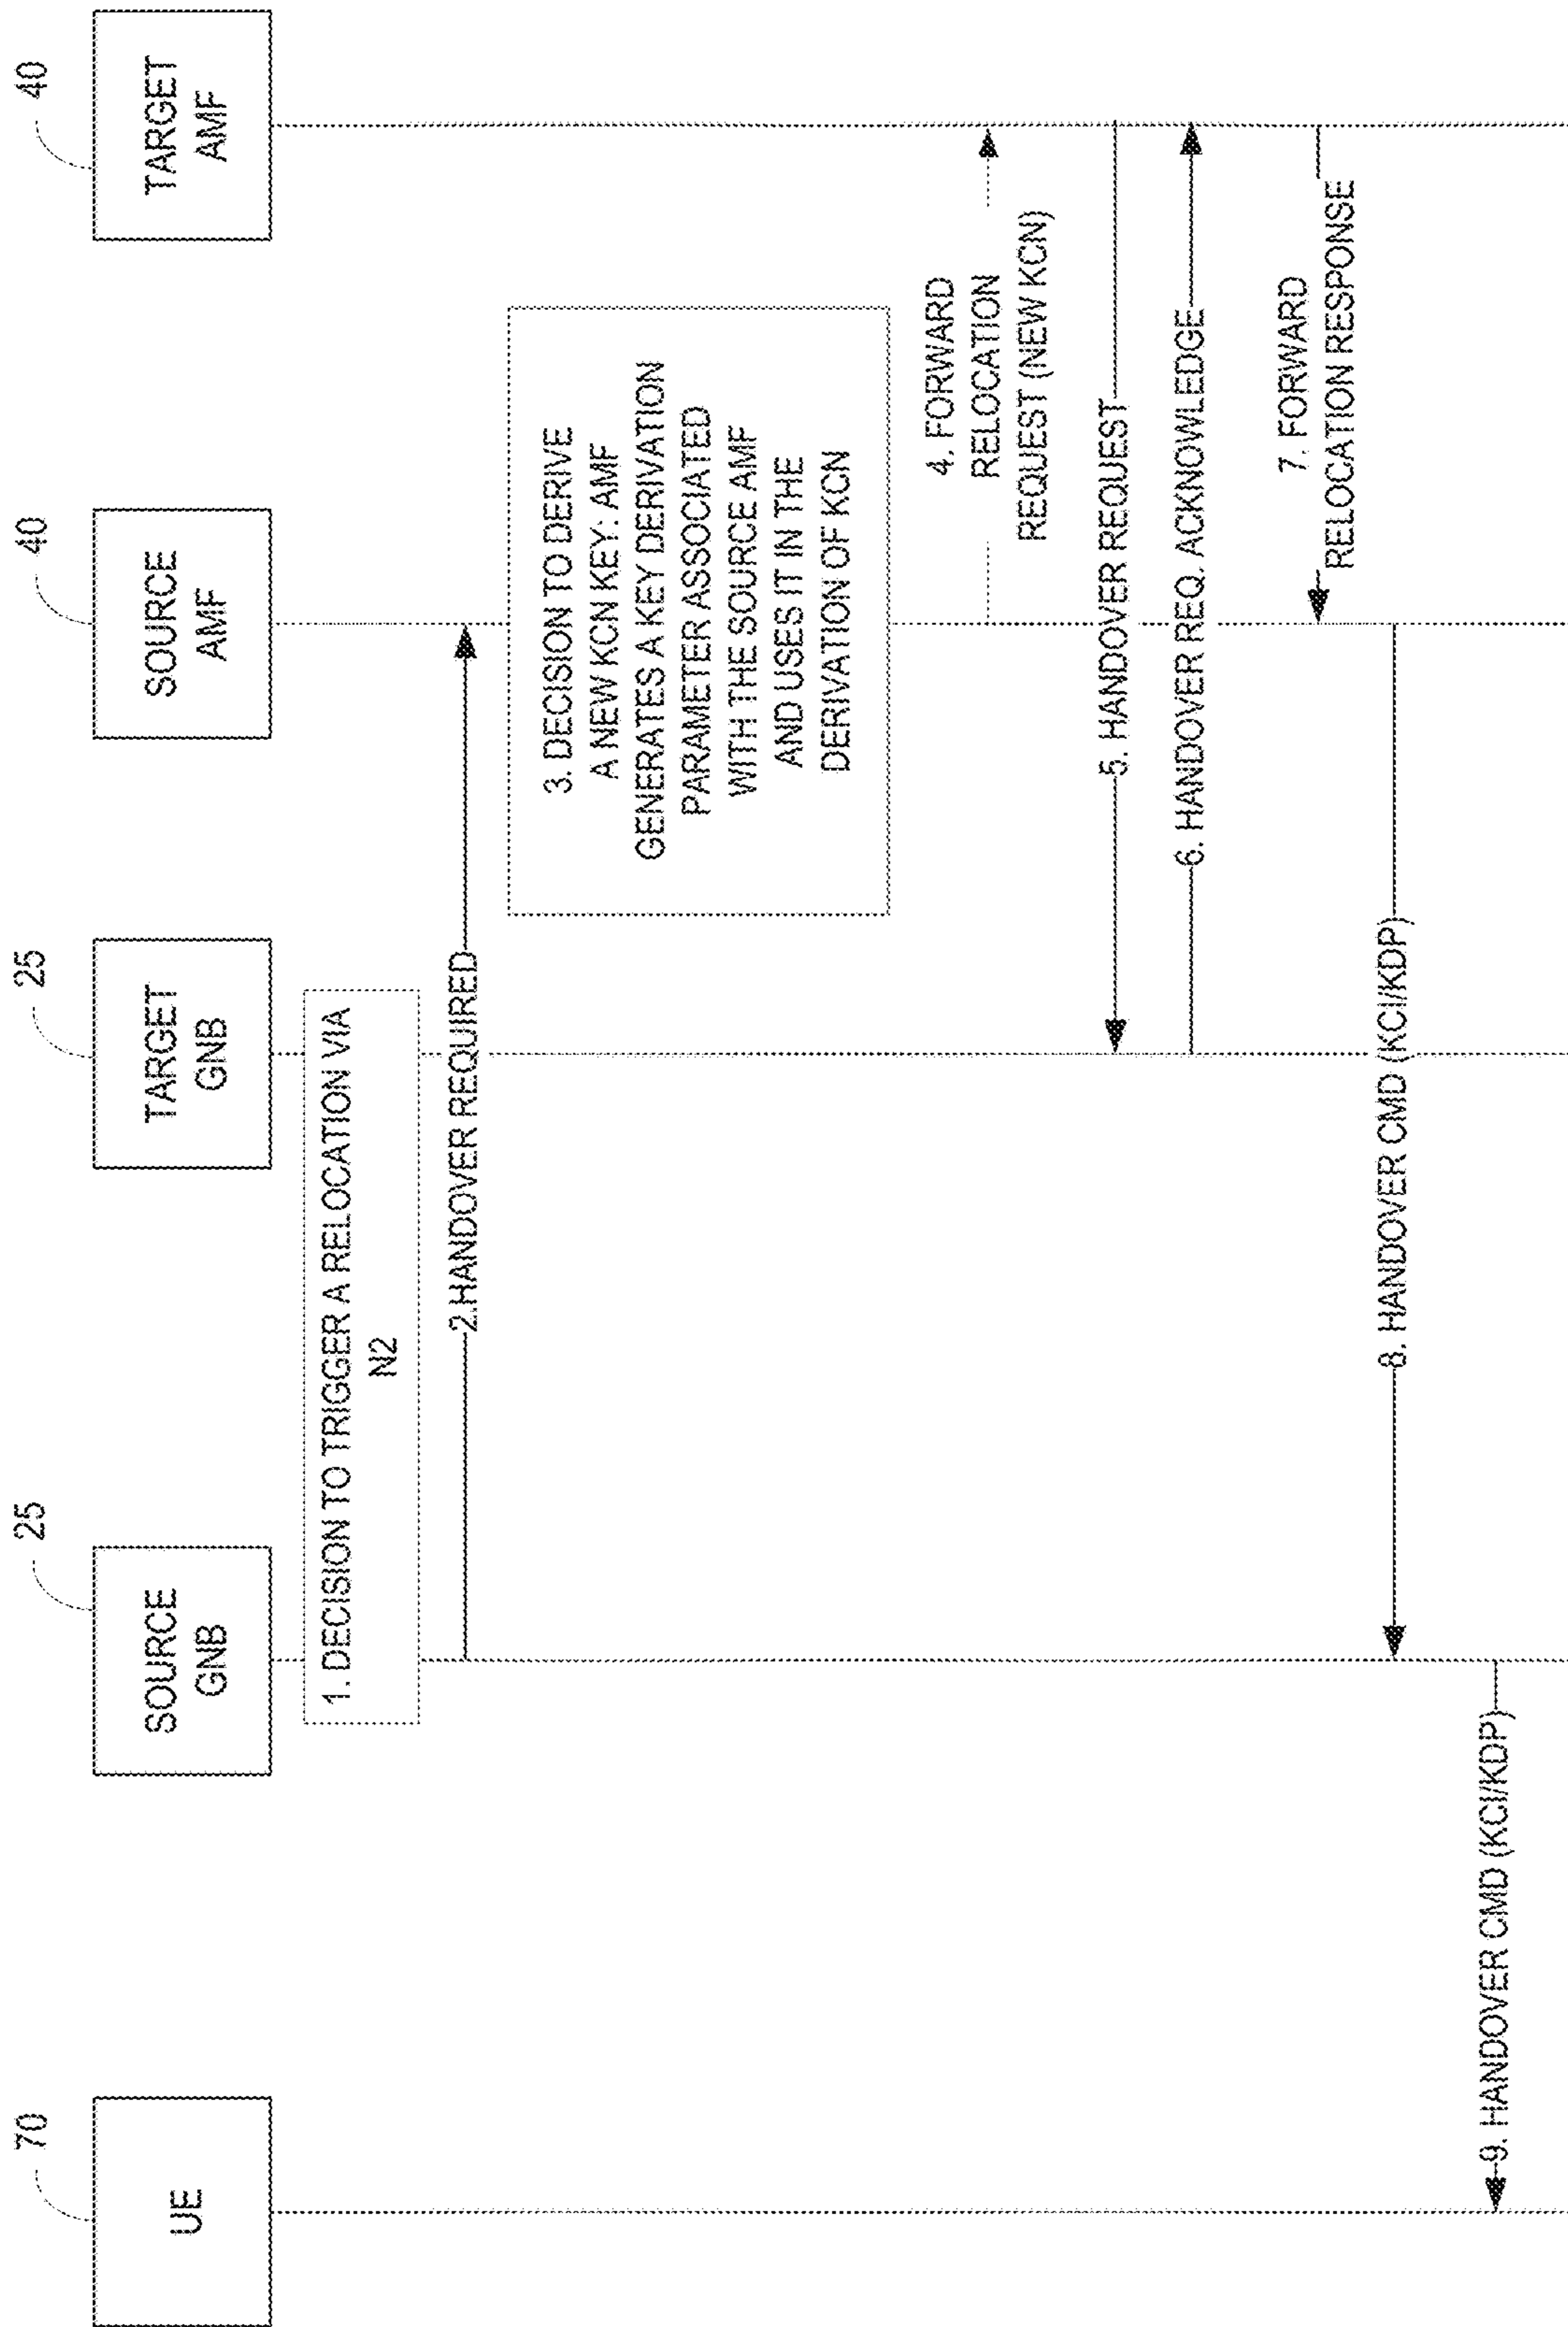 70
UE
25
SOURCE
GNB
25
TARGET
GNB
40
SOURCE
AMF
40
TARGET
AMF
1. DECISION TO TRIGGER A RELOCATION VIA
N2
2.HANDOVER REQUIRED
3. DECISION TO DERIVE
A NEW KCN KEY: AMF
GENERATES A KEY DERIVATION
PARAMETER ASSOCIATED
WITH THE SOURCE AMF
AND USES IT IN THE
DERIVATION OF KCN
4. FORWARD
RELOCATION
REQUEST (NEW KCN)
5. HANDOVER REQUEST
6. HANDOVER REQ. ACKNOWLEDGE
7. FORWARD
RELOCATION RESPONSE
8. HANDOVER CMD (KCI/KDP)
9. HANDOVER CMD (KCI/KDP)